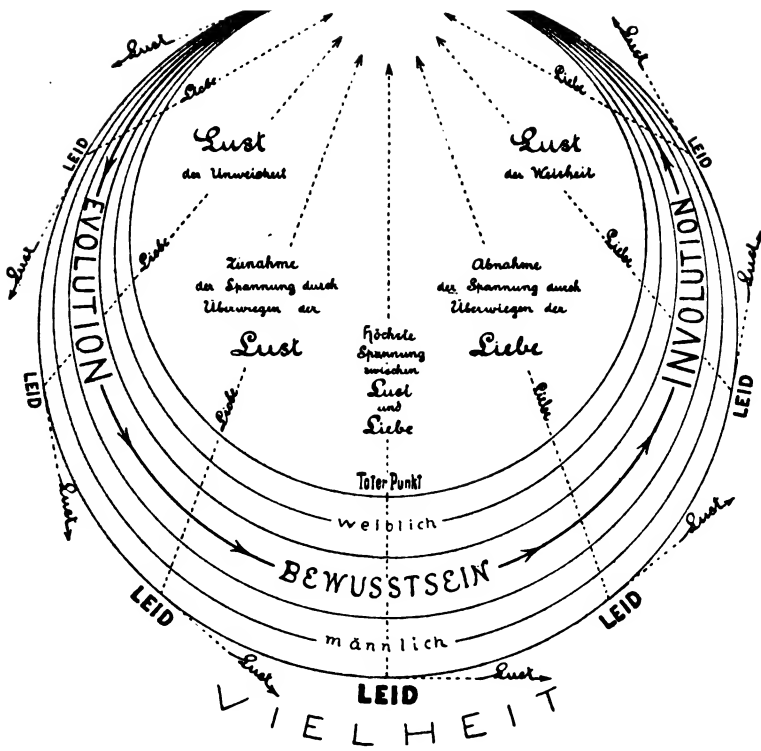 Lust
Lust
Liebe
Liebe
LEID
LEID
Lust
der Unweisheit
Lust
der Weisheit
EVOLUTION
INVOLUTION
Liebe
Liebe
Lust
Lust
Zunahme
der Spannung durch
Überwiegen der
Lust
Abnahme
der Spannung durch
Überwiegen der
Liebe
Höchste
Spannung
zwischen
Lust
und
Liebe
LEID
LEID
Liebe
Liebe
Toter Punkt
Lust
Lust
weiblich
BEWUSSTSEIN
LEID
LEID
männlich
Lust
Lust
LEID
VIELHEIT